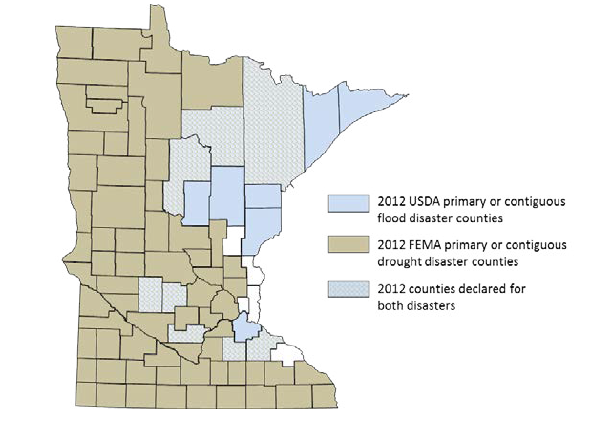 2012 USDA primary or contiguous
flood disaster counties
2012 FEMA primary or contiguous
drought disaster counties
2012 counties declared for
both disasters